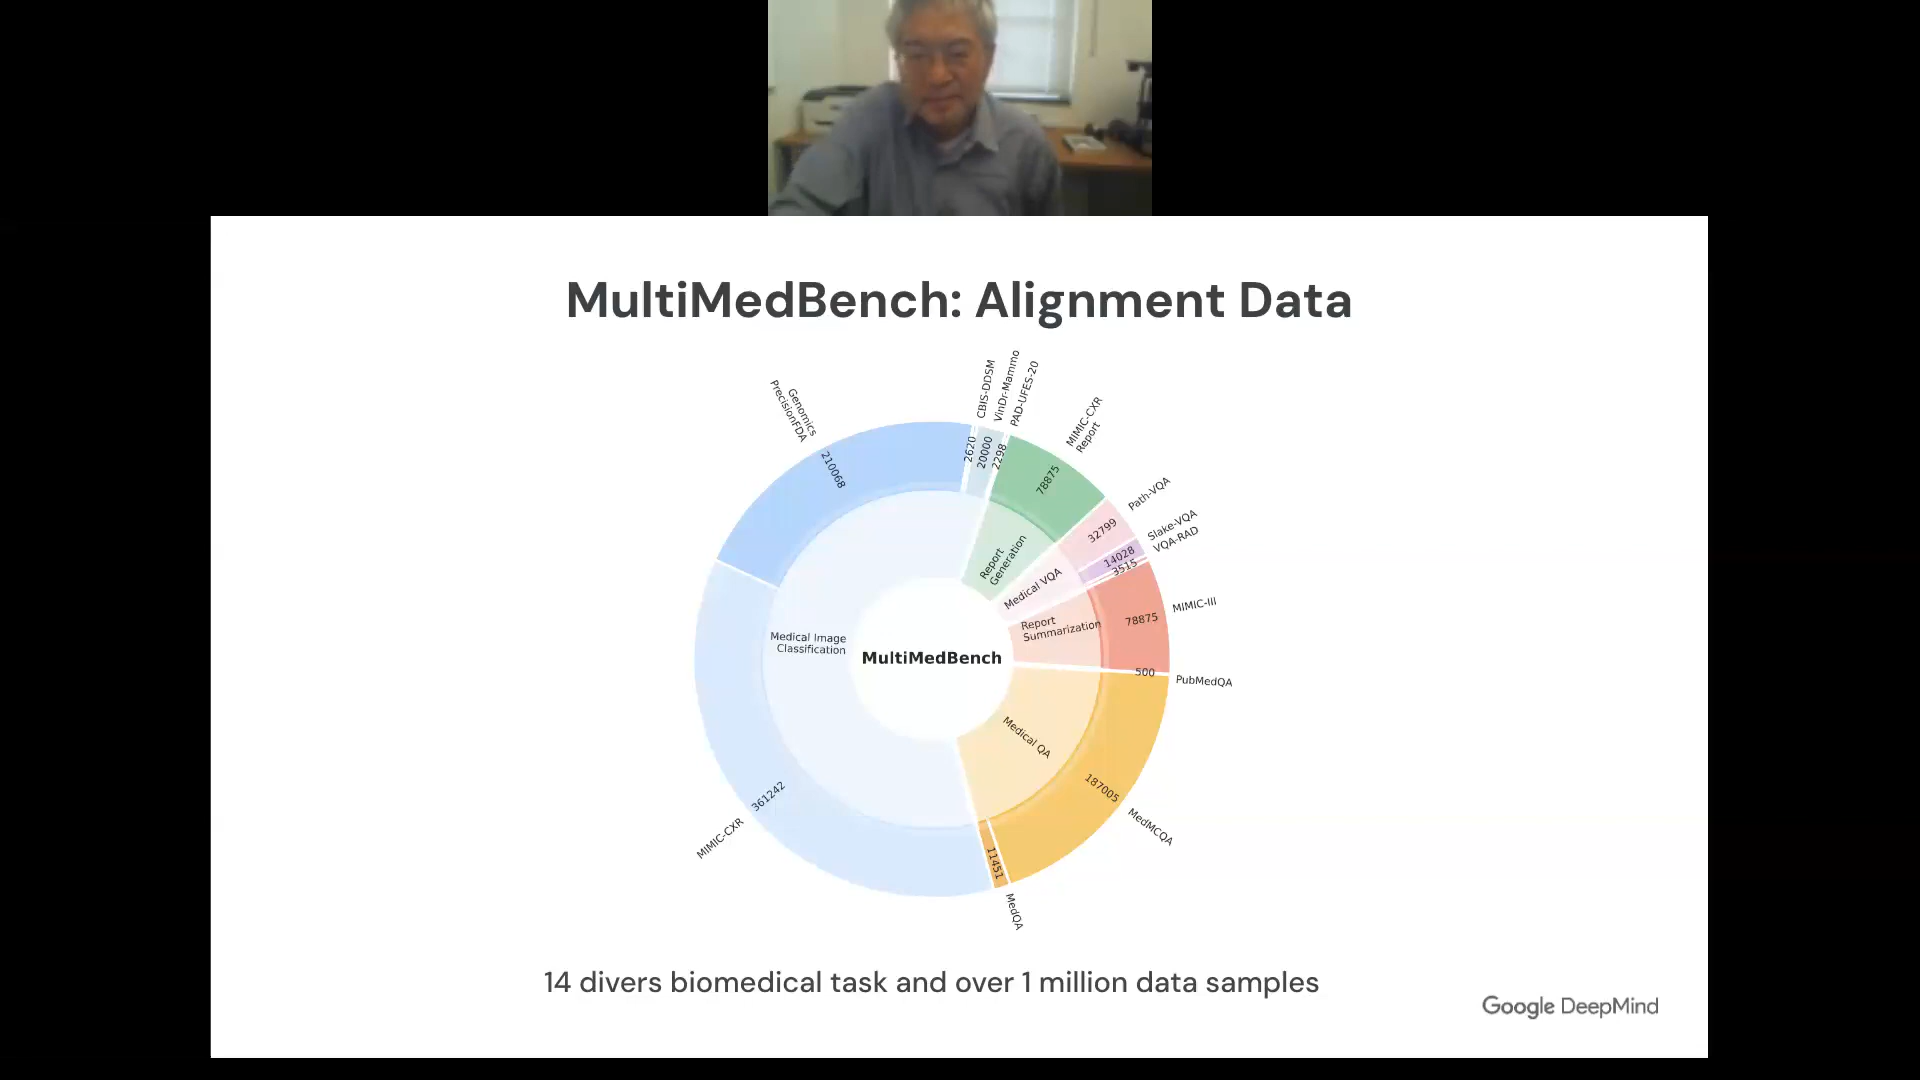 MultiMedBench: Alignment Data
Genomics
PrecisionFDA
210068
CBIS-DDSM
2620
VinDr-Mammo
20000
PAD-UFES-20
2298
MIMIC-CXR
Report
78875
Path-VQA
32799
Slake-VQA
14028
VQA-RAD
3515
MIMIC-III
78875
PubMedQA
500
MedMCQA
187005
MedQA
11451
MIMIC-CXR
361242
Medical Image
Classification
Report
Generation
Medical VQA
Report
Summarization
Medical QA
MultiMedBench
14 divers biomedical task and over 1 million data samples
Google DeepMind